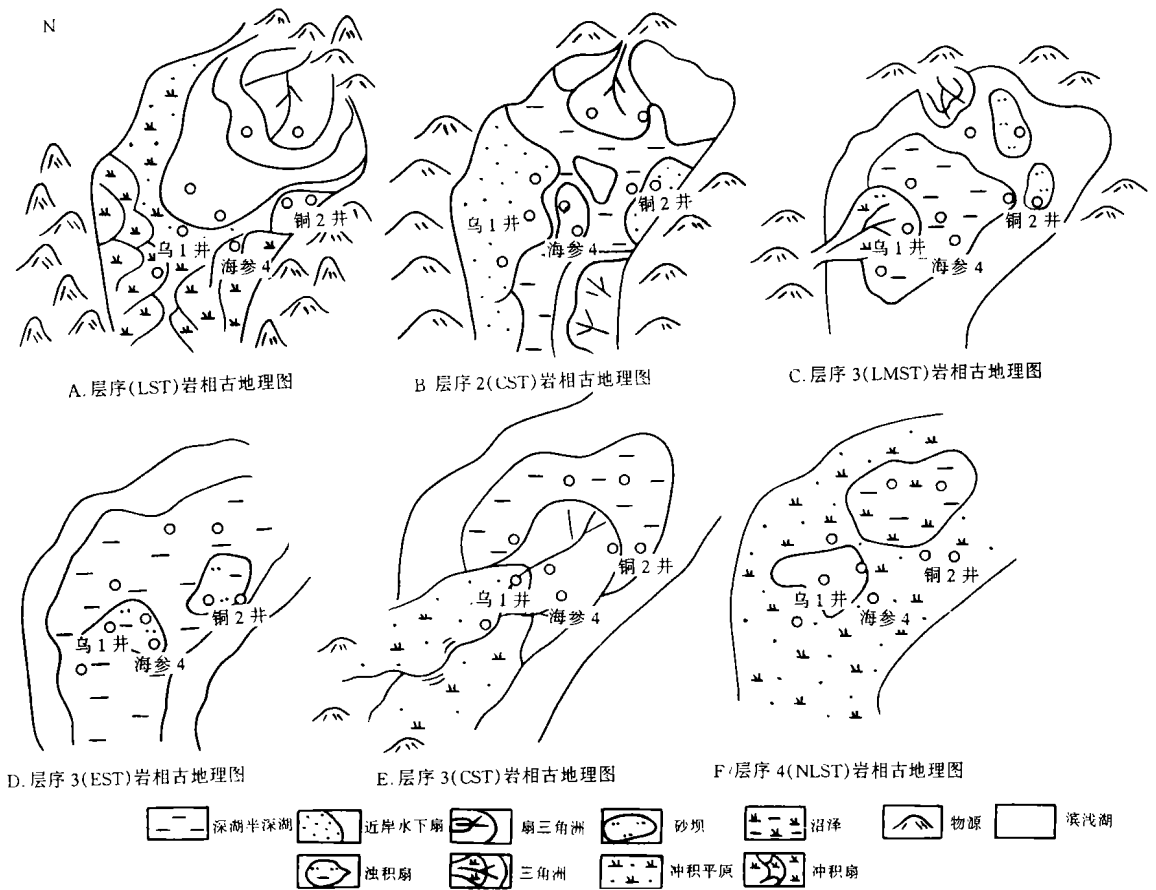 N
乌1井
海参4
铜2井
A.层序(LST)岩相古地理图
铜2井
乌1井
海参4
B 层序2(CST)岩相古地理图
铜2井
乌1井
海参4
C.层序3(LMST)岩相古地理图
铜2井
乌1井
海参4
D.层序3(EST)岩相古地理图
铜2井
乌1井
海参4
E.层序3(CST)岩相古地理图
铜2井
乌1井
海参4
F 层序4(NLST)岩相古地理图
深湖半深湖
近岸水下扇
扇三角洲
砂坝
沼泽
物源
滨浅湖
浊积扇
三角洲
冲积平原
冲积扇